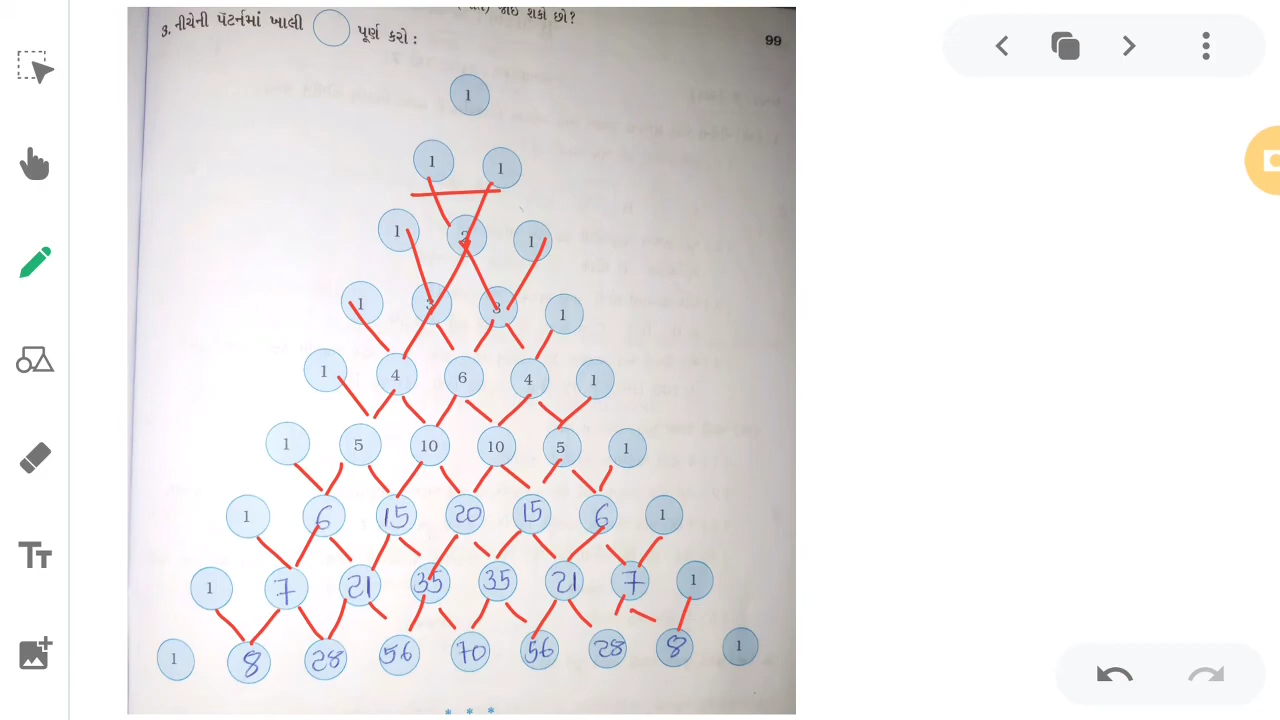 જોઈ શકો છો?
૩. નીચેની પૅટર્નમાં ખાલી પૂર્ણ કરો :
99
1
1 1
1 2 1
1 3 3 1
1 4 6 4 1
1 5 10 10 5 1
1 6 15 20 15 6 1
1 7 21 35 35 21 7 1
1 8 28 56 70 56 28 8 1
* * *
Tт